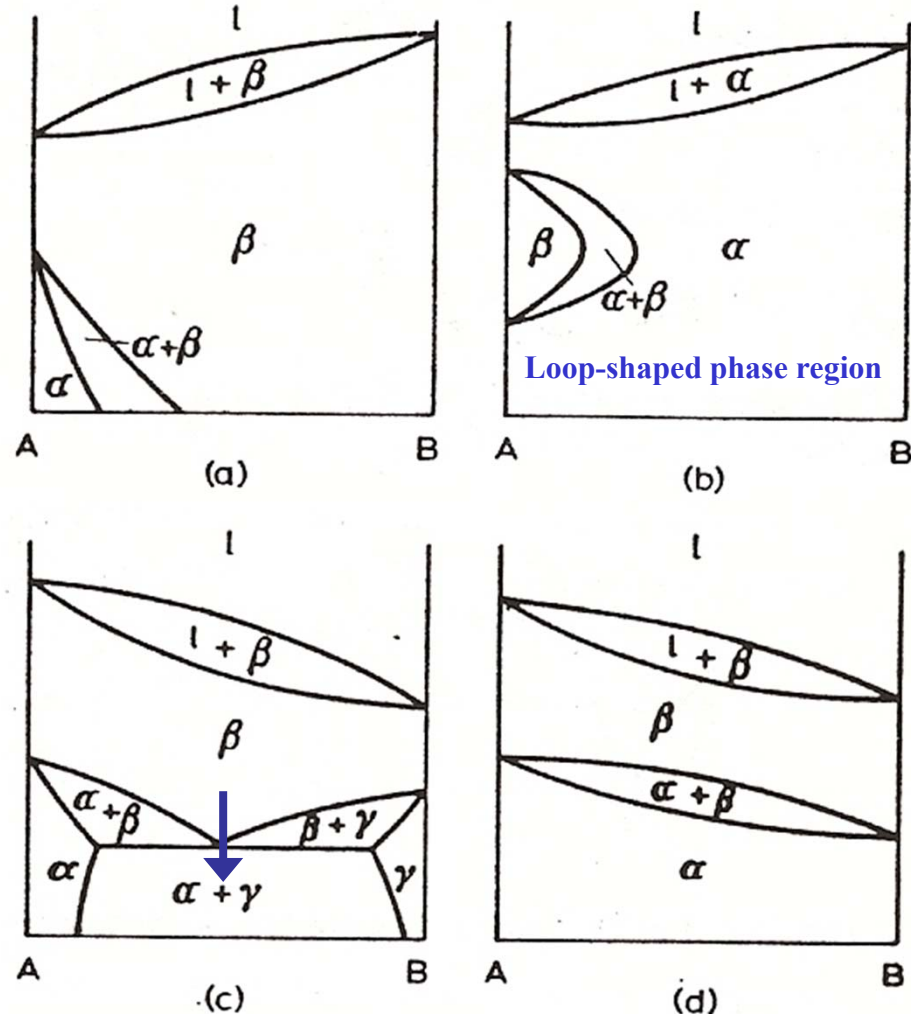 l
l + β
β
α+β
α
A
B
(a)
l
l + α
β
α
α+β
Loop-shaped phase region
A
B
(b)
l
l + β
β
α+β
β + γ
α
γ
α + γ
A
B
(c)
l
l + β
β
α + β
α
A
B
(d)